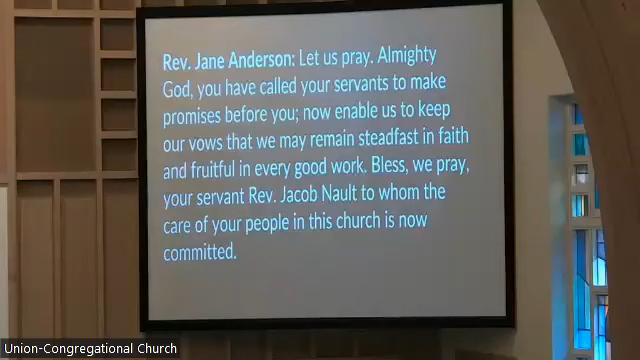 Rev. Jane Anderson: Let us pray. Almighty
God, you have called your servants to make
promises before you; now enable us to keep
our vows that we may remain steadfast in faith
and fruitful in every good work. Bless, we pray,
your servant Rev. Jacob Nault to whom the
care of your people in this church is now
committed.
Union-Congregational Church